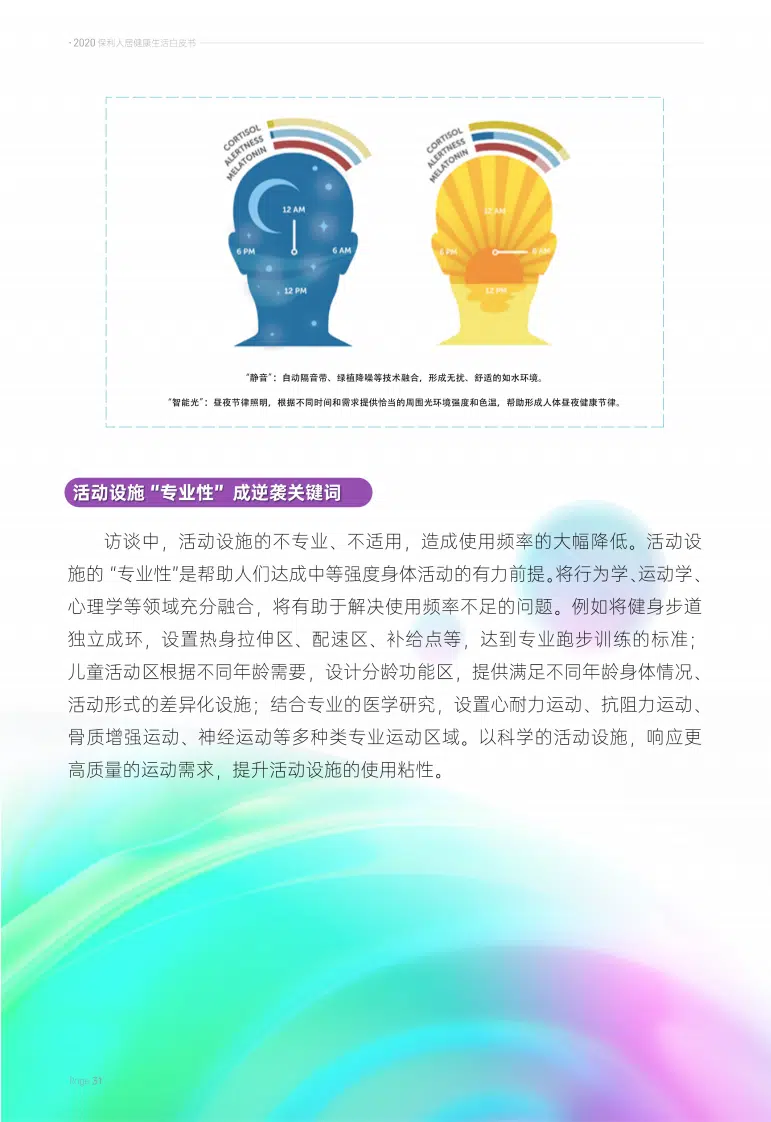 · 2020 保利人居健康生活白皮书
CORTISOL
ALERTNESS
MELATONIN
12 AM
6 PM
6 AM
12 PM
CORTISOL
ALERTNESS
MELATONIN
12 AM
6 PM
6 AM
12 PM
“静音”：自动隔音带、绿植降噪等技术融合，形成无扰、舒适的如水环境。
“智能光”：昼夜节律照明，根据不同时间和需求提供恰当的周围光环境强度和色温，帮助形成人体昼夜健康节律。
活动设施“专业性” 成逆袭关键词
访谈中，活动设施的不专业、不适用，造成使用频率的大幅降低。活动设
施的“专业性”是帮助人们达成中等强度身体活动的有力前提。将行为学、运动学、
心理学等领域充分融合，将有助于解决使用频率不足的问题。例如将健身步道
独立成环，设置热身拉伸区、配速区、补给点等，达到专业跑步训练的标准；
儿童活动区根据不同年龄需要，设计分龄功能区，提供满足不同年龄身体情况、
活动形式的差异化设施；结合专业的医学研究，设置心耐力运动、抗阻力运动、
骨质增强运动、神经运动等多种类专业运动区域。以科学的活动设施，响应更
高质量的运动需求，提升活动设施的使用粘性。
Page 31